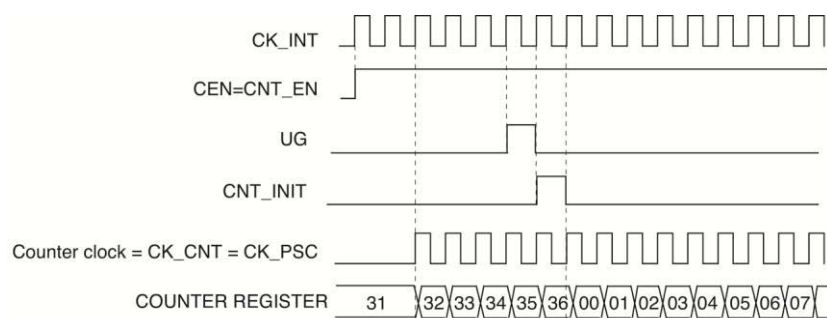 CK_INT
CEN=CNT_EN
UG
CNT_INIT
Counter clock = CK_CNT = CK_PSC
COUNTER REGISTER 31 32 33 34 35 36 00 01 02 03 04 05 06 07